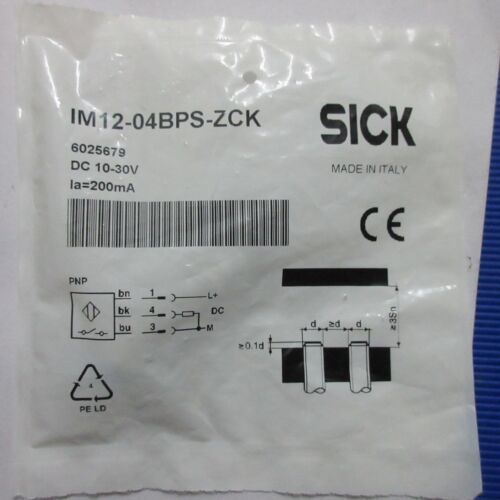 IM12-04BPS-ZCK
SICK
6025679
DC 10-30V
Ia=200mA
MADE IN ITALY
CE
PNP
bn 1 L+
bk 4 DC
bu 3 M
d ≥d d
≥0.1d
≥3Sn
4
PE LD